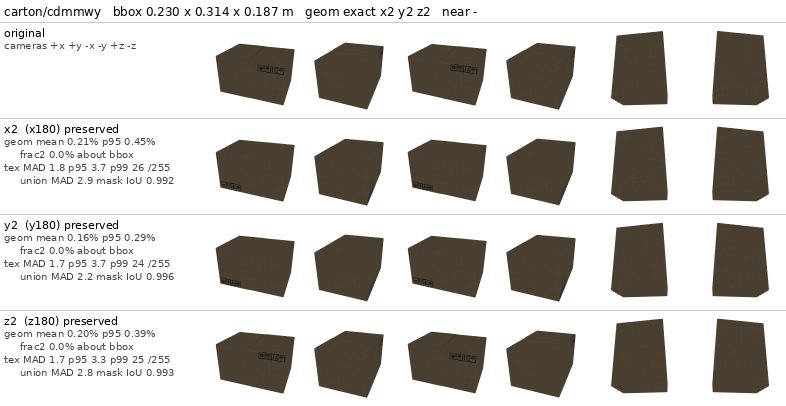 carton/cdmmwy bbox 0.230 x 0.314 x 0.187 m geom exact x2 y2 z2 near -
original
cameras +x +y -x -y +z -z
x2 (x180) preserved
geom mean 0.21% p95 0.45%
frac2 0.0% about bbox
tex MAD 1.8 p95 3.7 p99 26 /255
union MAD 2.9 mask IoU 0.992
y2 (y180) preserved
geom mean 0.16% p95 0.29%
frac2 0.0% about bbox
tex MAD 1.7 p95 3.7 p99 24 /255
union MAD 2.2 mask IoU 0.996
z2 (z180) preserved
geom mean 0.20% p95 0.39%
frac2 0.0% about bbox
tex MAD 1.7 p95 3.3 p99 25 /255
union MAD 2.8 mask IoU 0.993